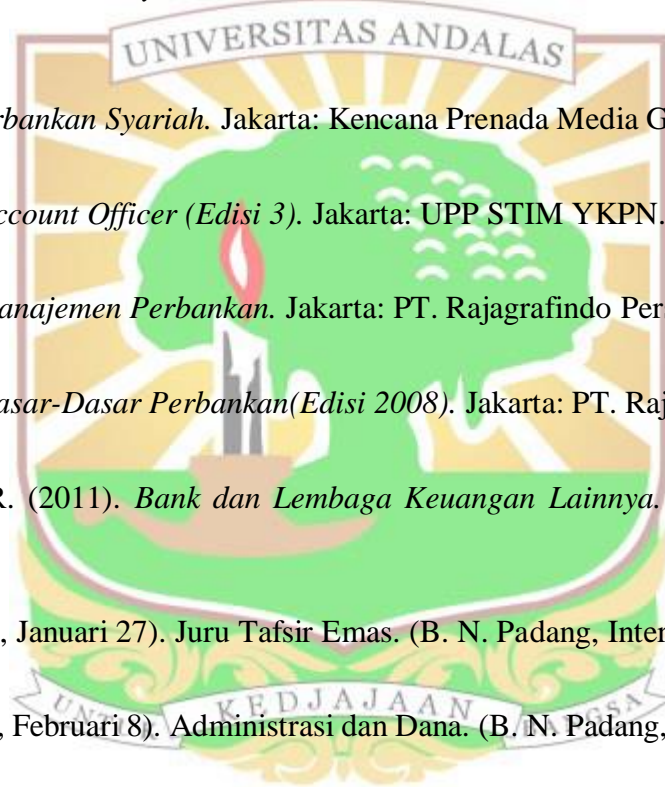 UNIVERSITAS ANDALAS
rbankan Syariah. Jakarta: Kencana Prenada Media G
ccount Officer (Edisi 3). Jakarta: UPP STIM YKPN.
anajemen Perbankan. Jakarta: PT. Rajagrafindo Per
asar-Dasar Perbankan(Edisi 2008). Jakarta: PT. Raj
R. (2011). Bank dan Lembaga Keuangan Lainnya.
, Januari 27). Juru Tafsir Emas. (B. N. Padang, Inter
UNTUK KEDJAJAAN BANGSA
, Februari 8). Administrasi dan Dana. (B. N. Padang,